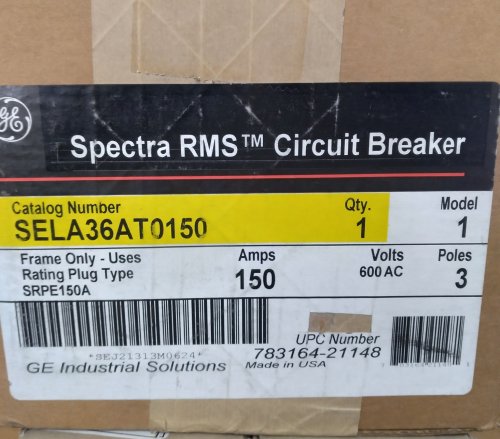 GE
Spectra RMS™ Circuit Breaker
Catalog Number Qty. Model
SELA36AT0150 1 1
Frame Only - Uses Amps Volts Poles
Rating Plug Type 150 600 AC 3
SRPE150A
UPC Number
*SEJ21313M0624* 783164-21148
GE Industrial Solutions Made in USA